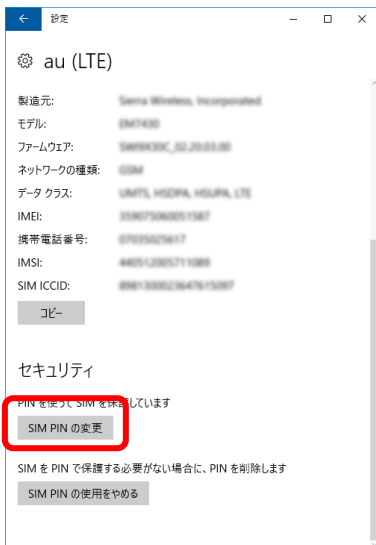 設定
au (LTE)
製造元:
モデル:
ファームウェア:
ネットワークの種類:
データ クラス:
IMEI:
携帯電話番号:
IMSI:
SIM ICCID:
コピー
セキュリティ
PIN を使って SIM を保護しています
SIM PIN の変更
SIM を PIN で保護する必要がない場合に、PIN を削除します
SIM PIN の使用をやめる